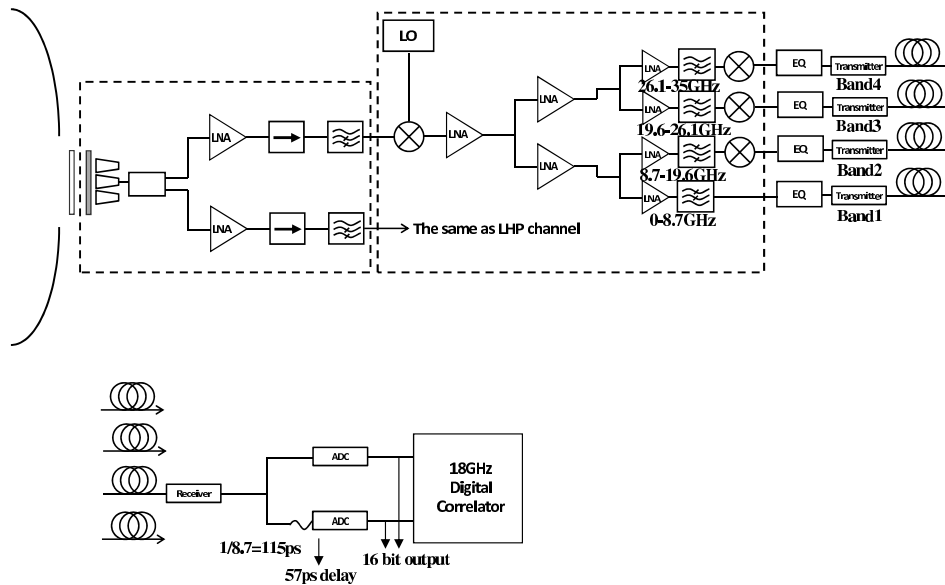 LO
LNA
LNA
LNA
LNA
LNA
LNA
26.1-35GHz
LNA
19.6-26.1GHz
LNA
8.7-19.6GHz
LNA
0-8.7GHz
EQ
Transmitter
Band4
EQ
Transmitter
Band3
EQ
Transmitter
Band2
EQ
Transmitter
Band1
The same as LHP channel
Receiver
ADC
ADC
18GHz
Digital
Correlator
1/8.7=115ps
57ps delay
16 bit output